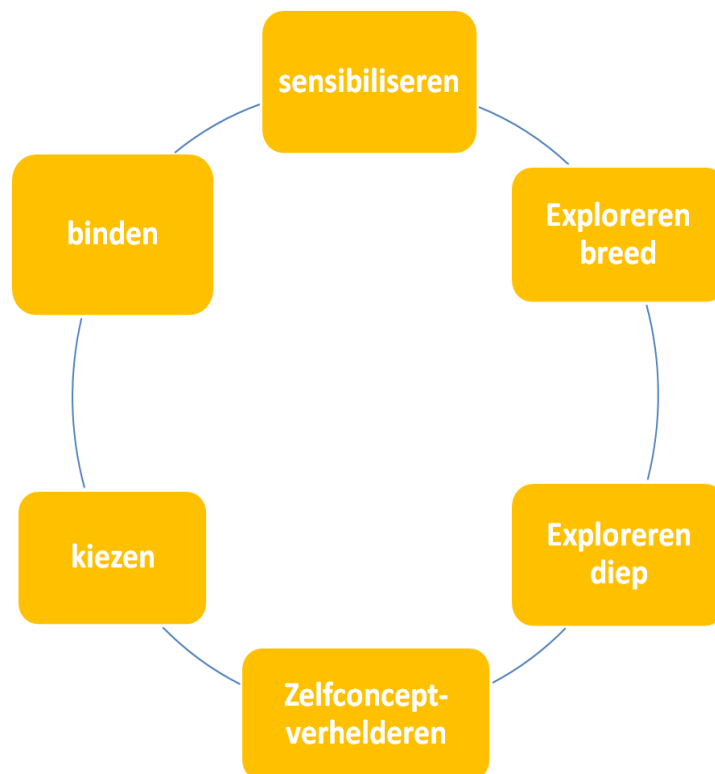 sensibiliseren
Exploreren
breed
Exploreren
diep
Zelfconcept-
verhelderen
kiezen
binden